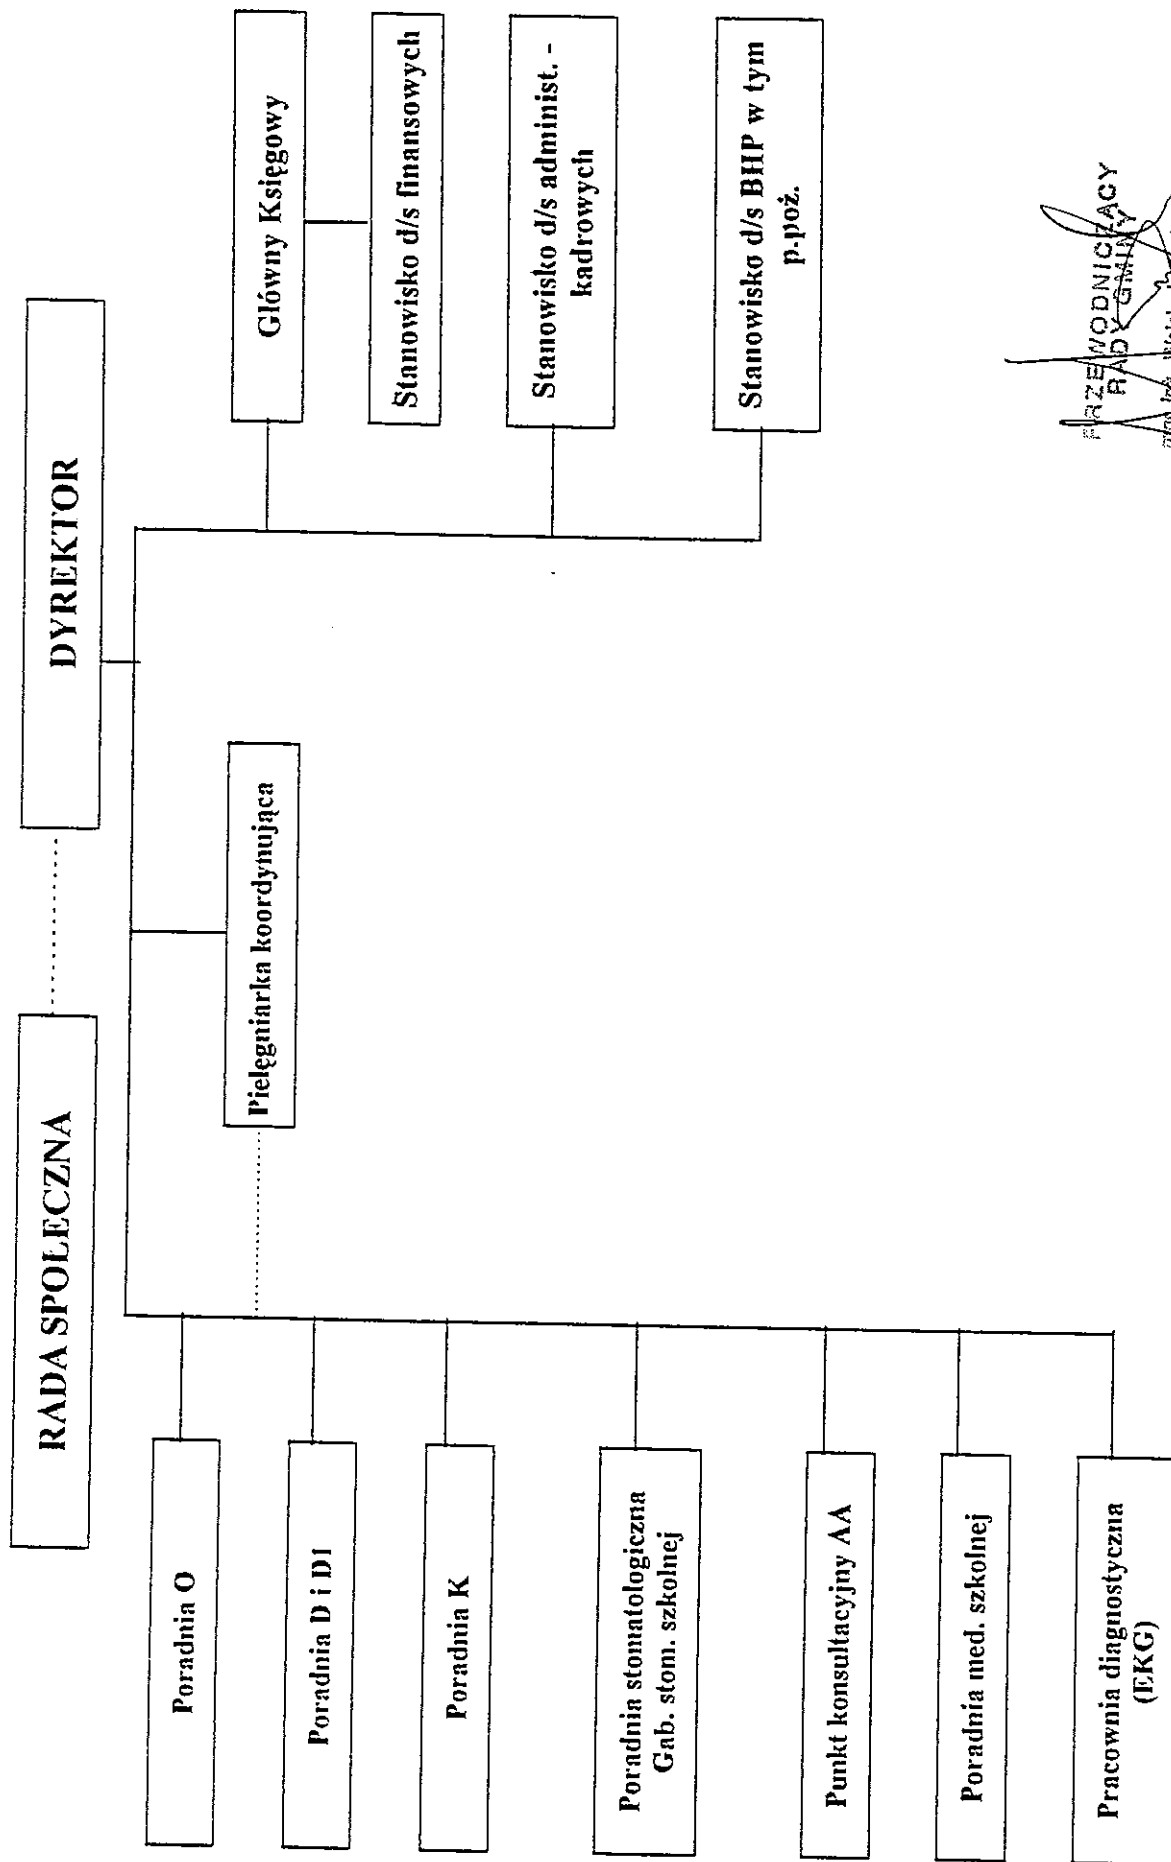 RADA SPOŁECZNA
DYREKTOR
Pielęgniarka koordynująca
Poradnia O
Poradnia D i D1
Poradnia K
Poradnia stomatologiczna
Gab. stom. szkolnej
Punkt konsultacyjny AA
Poradnia med. szkolnej
Pracownia diagnostyczna
(EKG)
Główny Księgowy
Stanowisko d/s finansowych
Stanowisko d/s administ. -
kadrowych
Stanowisko d/s BHP w tym
p.poż.
PRZEWODNICZĄCY
RADY GMINY